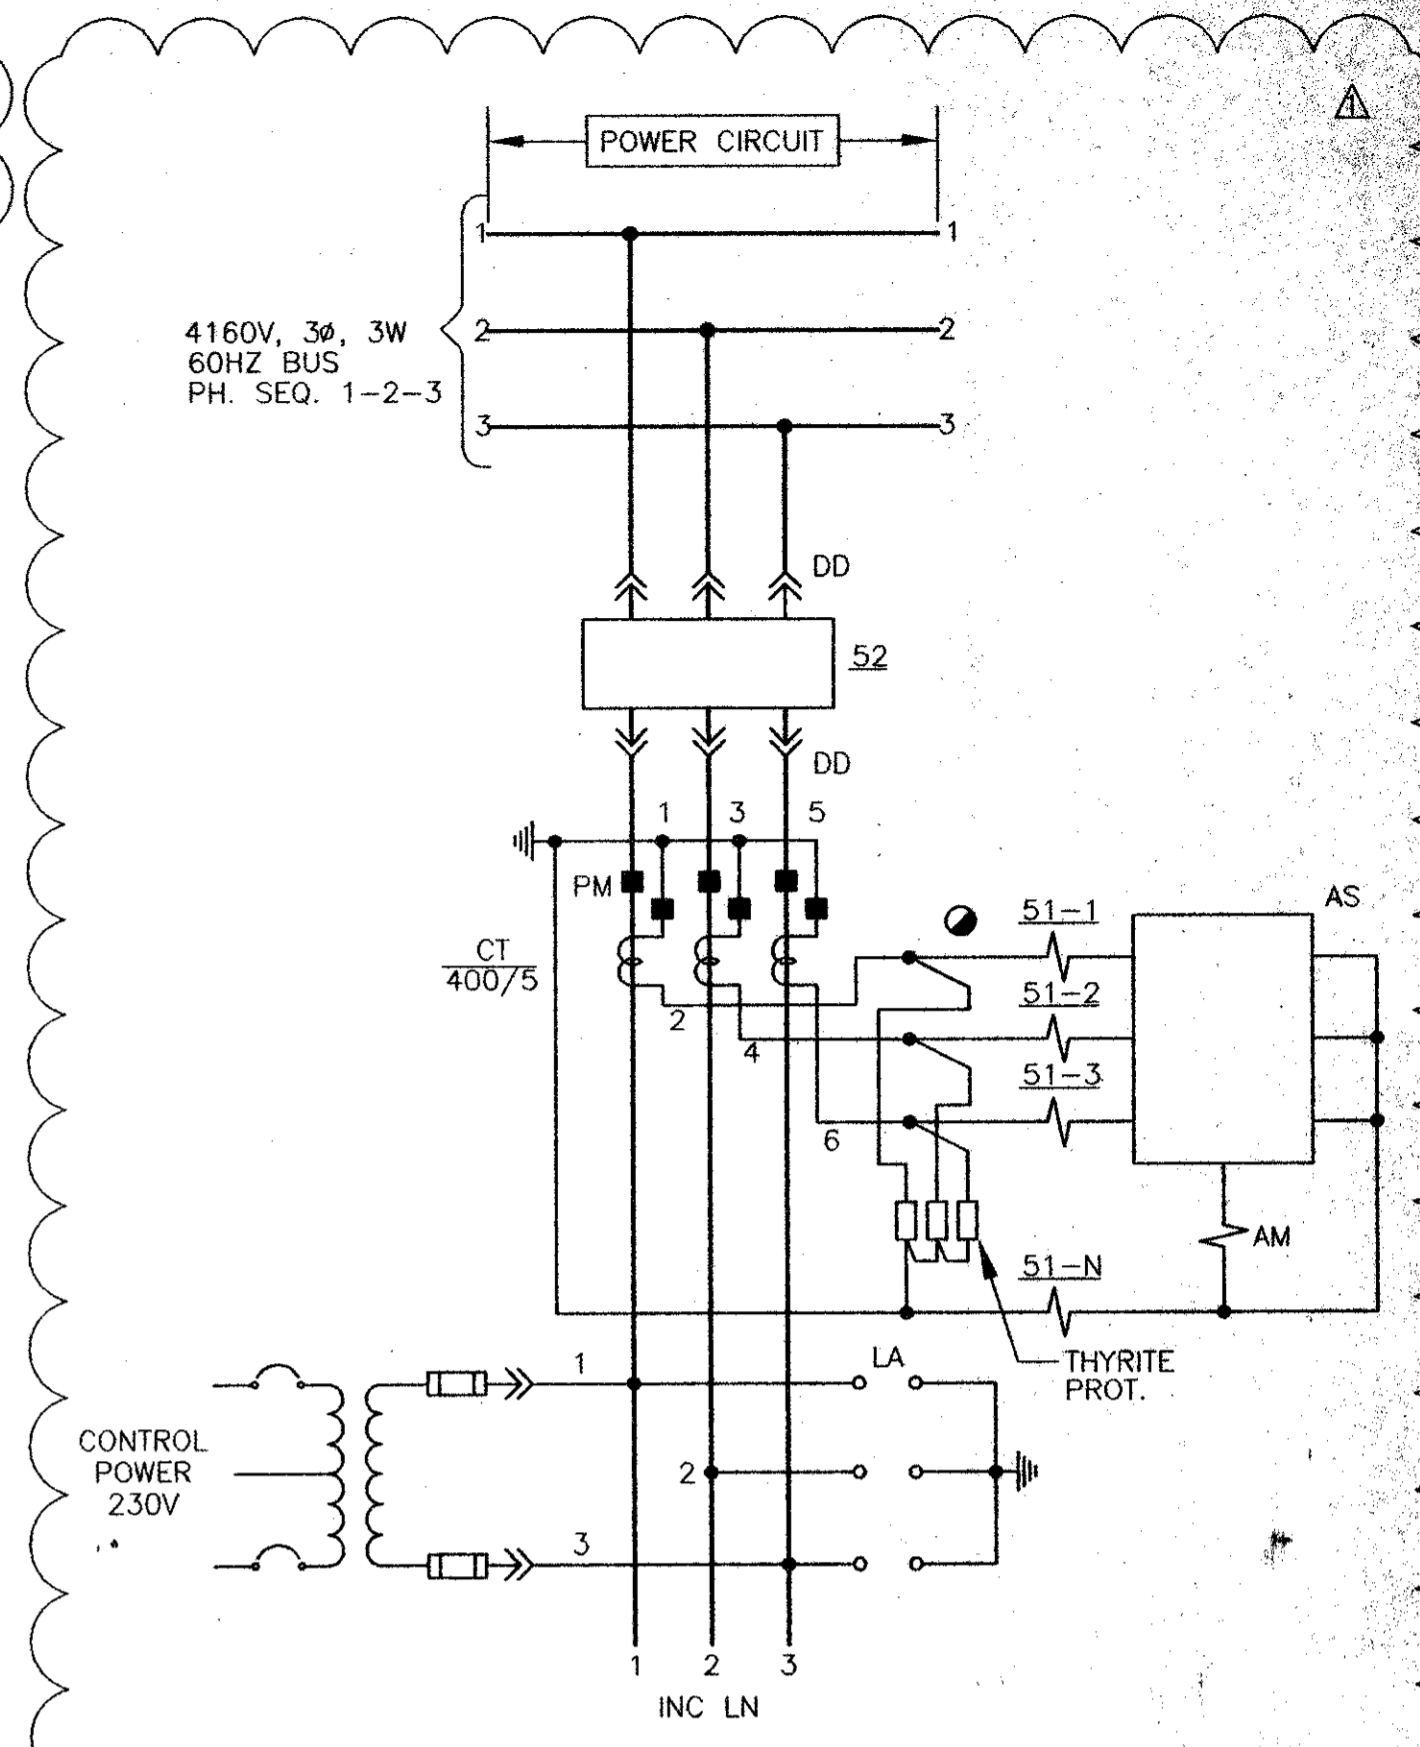 1
POWER CIRCUIT
1 1
4160V, 3ø, 3W
60HZ BUS
PH. SEQ. 1-2-3
2 2
3 3
DD
52
DD
1 3 5
PM
CT
400/5
51-1
AS
2
51-2
4
51-3
6
AM
51-N
THYRITE
PROT.
LA
1
CONTROL
POWER
230V
2
3
1 2 3
INC LN